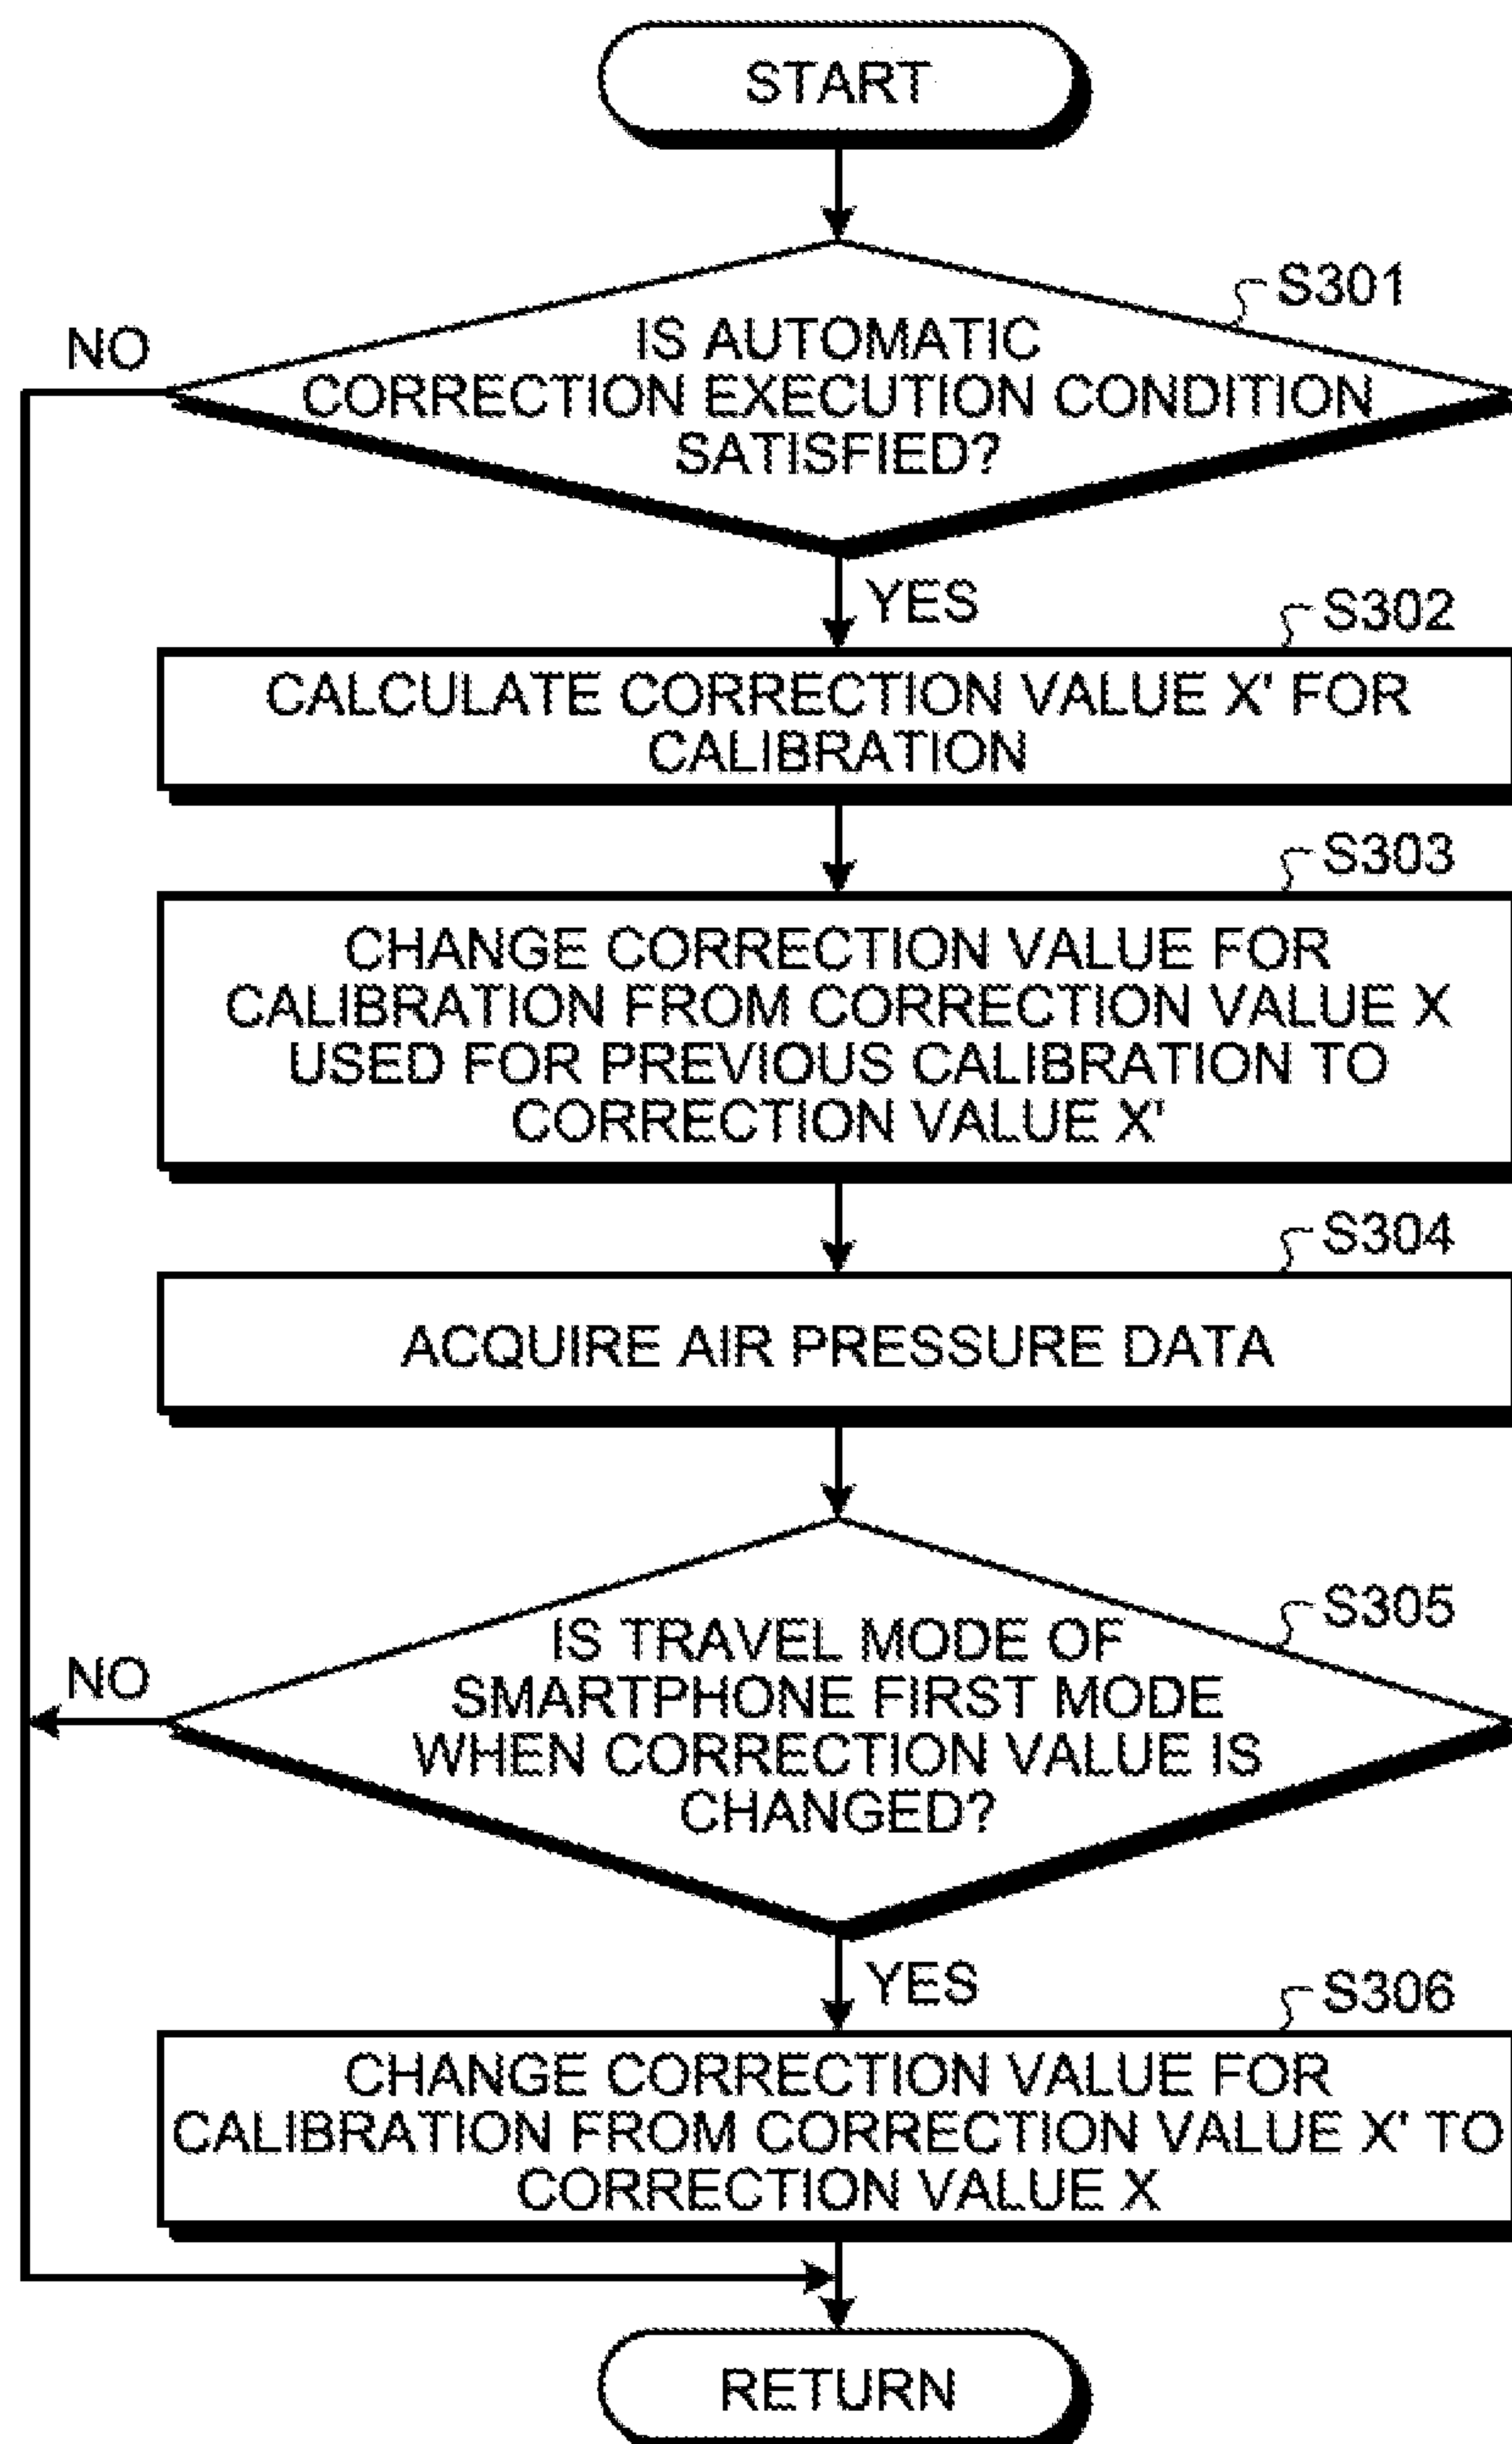 START
S301
NO
IS AUTOMATIC
CORRECTION EXECUTION CONDITION
SATISFIED?
YES
S302
CALCULATE CORRECTION VALUE X' FOR
CALIBRATION
S303
CHANGE CORRECTION VALUE FOR
CALIBRATION FROM CORRECTION VALUE X
USED FOR PREVIOUS CALIBRATION TO
CORRECTION VALUE X'
S304
ACQUIRE AIR PRESSURE DATA
S305
NO
IS TRAVEL MODE OF
SMARTPHONE FIRST MODE
WHEN CORRECTION VALUE IS
CHANGED?
YES
S306
CHANGE CORRECTION VALUE FOR
CALIBRATION FROM CORRECTION VALUE X' TO
CORRECTION VALUE X
RETURN